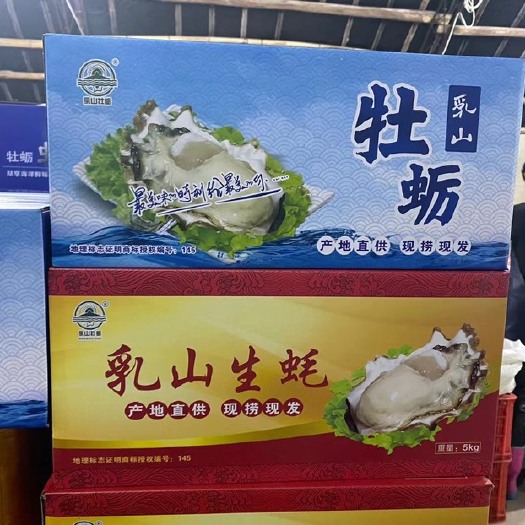 乳山牡蛎
乳山
牡蛎
产地直供 现捞现发
地理标志证明商标授权编号：145
牡蛎
乳山牡蛎
乳山生蚝
产地直供 现捞现发
地理标志证明商标授权编号：145
重量：5kg